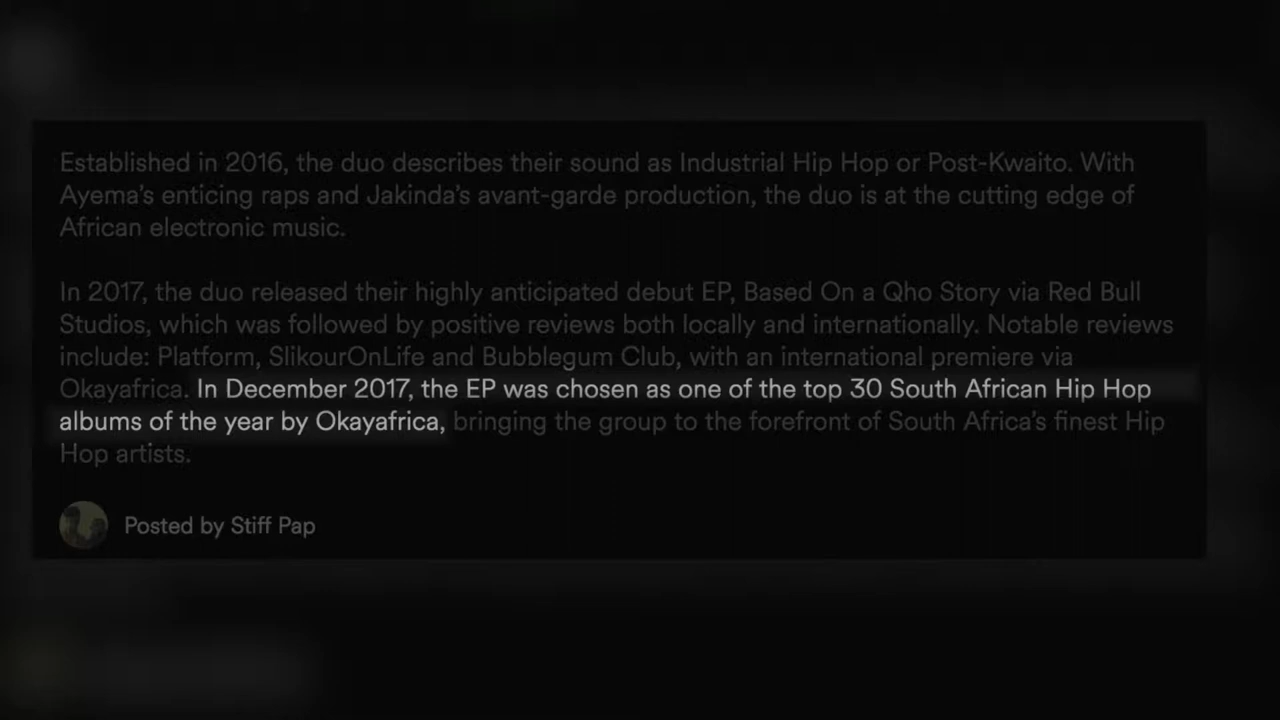 Established in 2016, the duo describes their sound as Industrial Hip Hop or Post-Kwaito. With
Ayema’s enticing raps and Jakinda’s avant-garde production, the duo is at the cutting edge of
African electronic music.
In 2017, the duo released their highly anticipated debut EP, Based On a Qho Story via Red Bull
Studios, which was followed by positive reviews both locally and internationally. Notable reviews
include: Platform, SlikourOnLife and Bubblegum Club, with an international premiere via
Okayafrica. In December 2017, the EP was chosen as one of the top 30 South African Hip Hop
albums of the year by Okayafrica, bringing the group to the forefront of South Africa’s finest Hip
Hop artists.
Posted by Stiff Pap